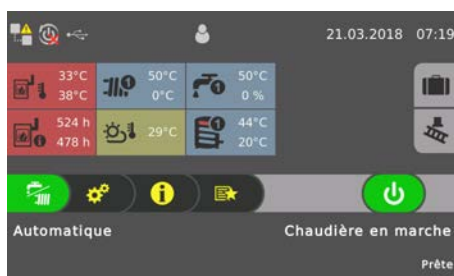 21.03.2018 07:19
33°C 50°C 50°C
38°C 0°C 0 %
524 h 29°C 44°C
478 h 20°C
Automatique Chaudière en marche
Prête